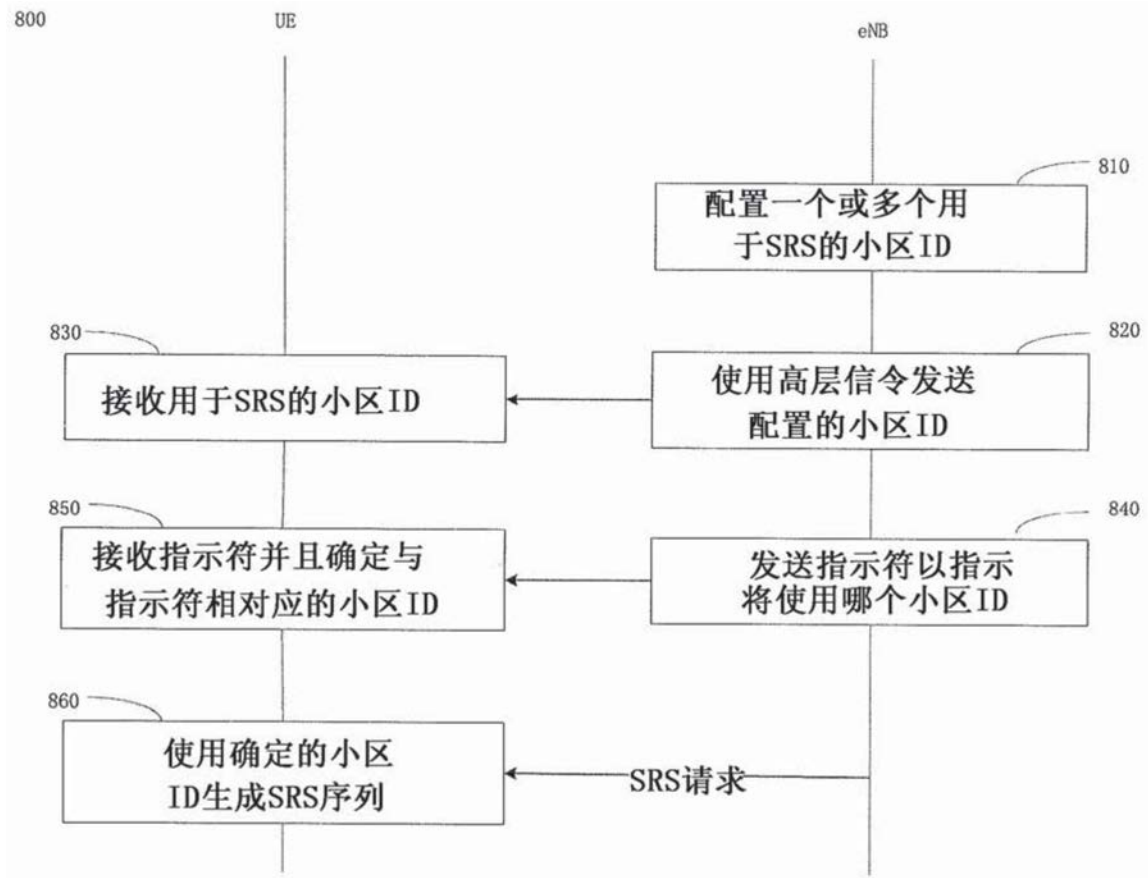 800
UE
eNB
810
配置一个或多个用
于SRS的小区ID
830
820
接收用于SRS的小区ID
使用高层信令发送
配置的小区ID
850
840
接收指示符并且确定与
指示符相对应的小区ID
发送指示符以指示
将使用哪个小区ID
860
使用确定的小区
ID生成SRS序列
SRS请求